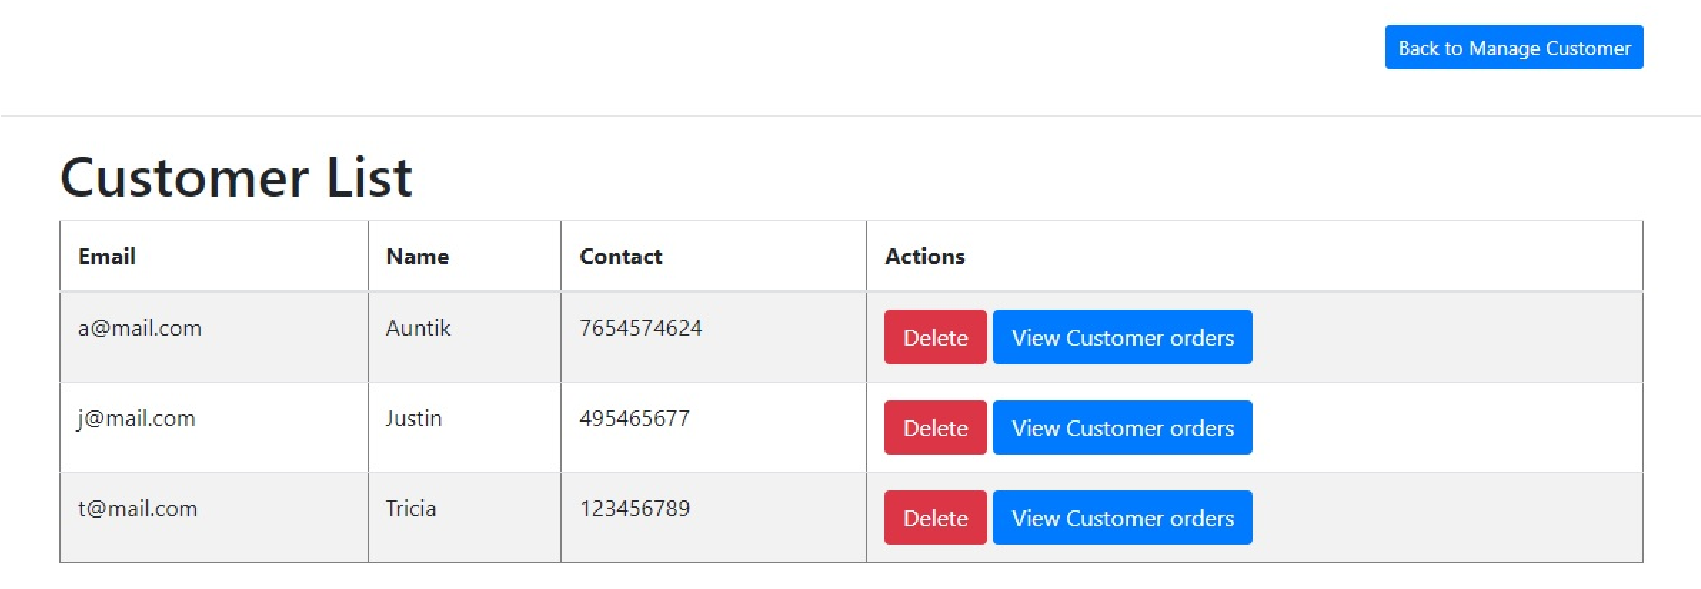 Back to Manage Customer
Customer List
Email Name Contact Actions
a@mail.com Auntik 7654574624 Delete View Customer orders
j@mail.com Justin 495465677 Delete View Customer orders
t@mail.com Tricia 123456789 Delete View Customer orders